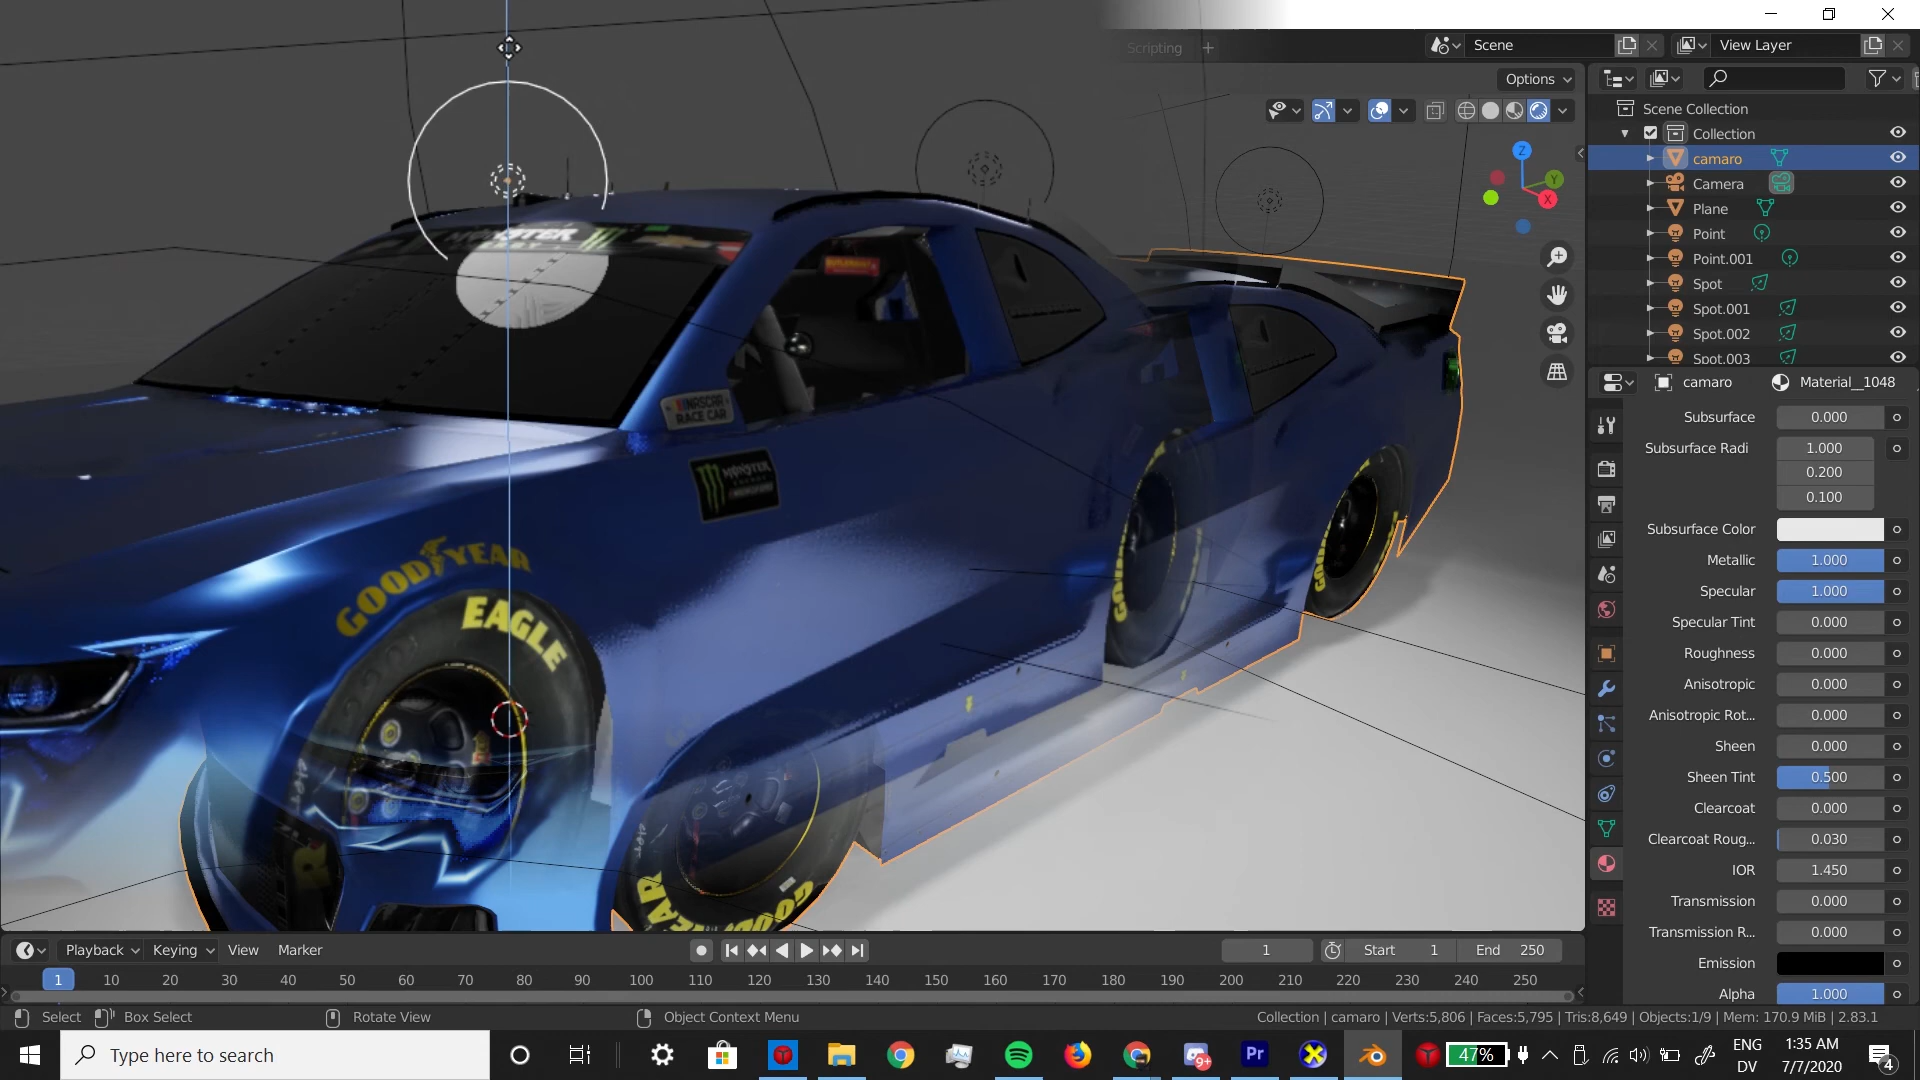 Scripting
Scene
View Layer
Options
Z
Y
X
Scene Collection
Collection
camaro
Camera
Plane
Point
Point.001
Spot
Spot.001
Spot.002
Spot.003
camaro
Material__1048
Subsurface 0.000
Subsurface Radi 1.000
0.200
0.100
Subsurface Color
Metallic 1.000
Specular 1.000
Specular Tint 0.000
Roughness 0.000
Anisotropic 0.000
Anisotropic Rot... 0.000
Sheen 0.000
Sheen Tint 0.500
Clearcoat 0.000
Clearcoat Roug... 0.030
IOR 1.450
Transmission 0.000
Transmission R... 0.000
Emission
Alpha 1.000
MONSTER
NASCAR
RACE CAR
MONSTER
GOODYEAR
EAGLE
Playback Keying View Marker
1 Start 1 End 250
1 10 20 30 40 50 60 70 80 90 100 110 120 130 140 150 160 170 180 190 200 210 220 230 240 250
Select Box Select Rotate View Object Context Menu
Collection | camaro | Verts:5,806 | Faces:5,795 | Tris:8,649 | Objects:1/9 | Mem: 170.9 MiB | 2.83.1
Type here to search
9+
Pr
47%
ENG
DV
1:35 AM
7/7/2020
4